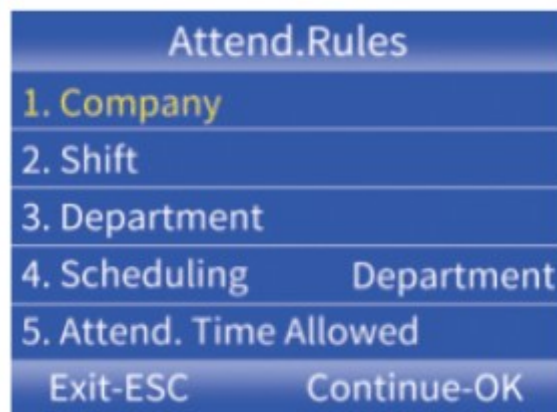 Attend.Rules
1. Company
2. Shift
3. Department
4. Scheduling Department
5. Attend. Time Allowed
Exit-ESC Continue-OK